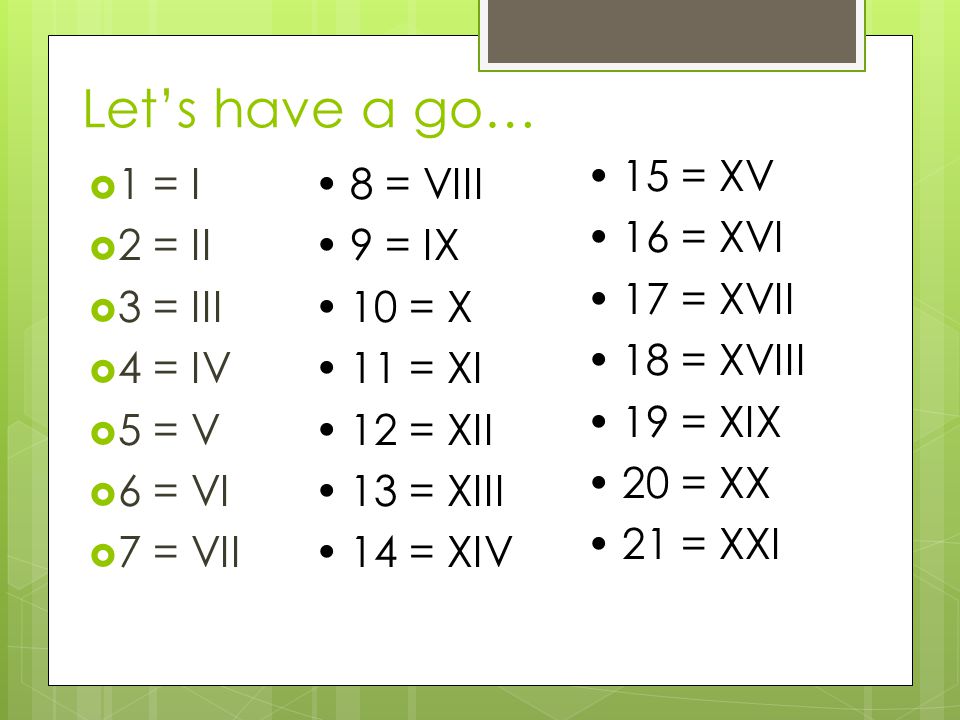 Let’s have a go…
1 = I
2 = II
3 = III
4 = IV
5 = V
6 = VI
7 = VII
• 8 = VIII
• 9 = IX
• 10 = X
• 11 = XI
• 12 = XII
• 13 = XIII
• 14 = XIV
• 15 = XV
• 16 = XVI
• 17 = XVII
• 18 = XVIII
• 19 = XIX
• 20 = XX
• 21 = XXI